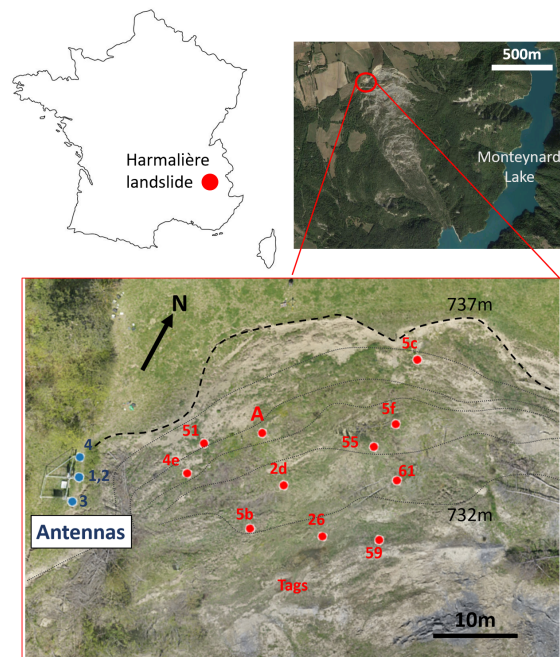 500m
Harmalière
landslide
Monteynard
Lake
N
737m
5c
A
5f
51
55
4
4e
1,2
2d
61
3
Antennas
5b
26
732m
59
Tags
10m